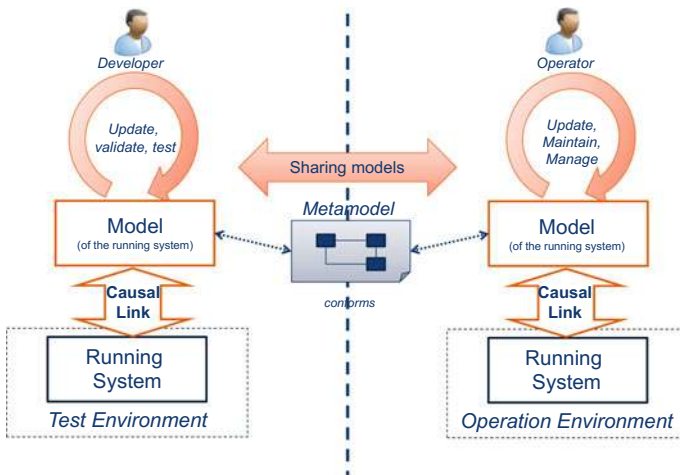 Developer
Operator
Update,
validate, test
Update,
Maintain,
Manage
Sharing models
Metamodel
Model
(of the running system)
Model
(of the running system)
conforms
Causal
Link
Causal
Link
Running
System
Running
System
Test Environment
Operation Environment